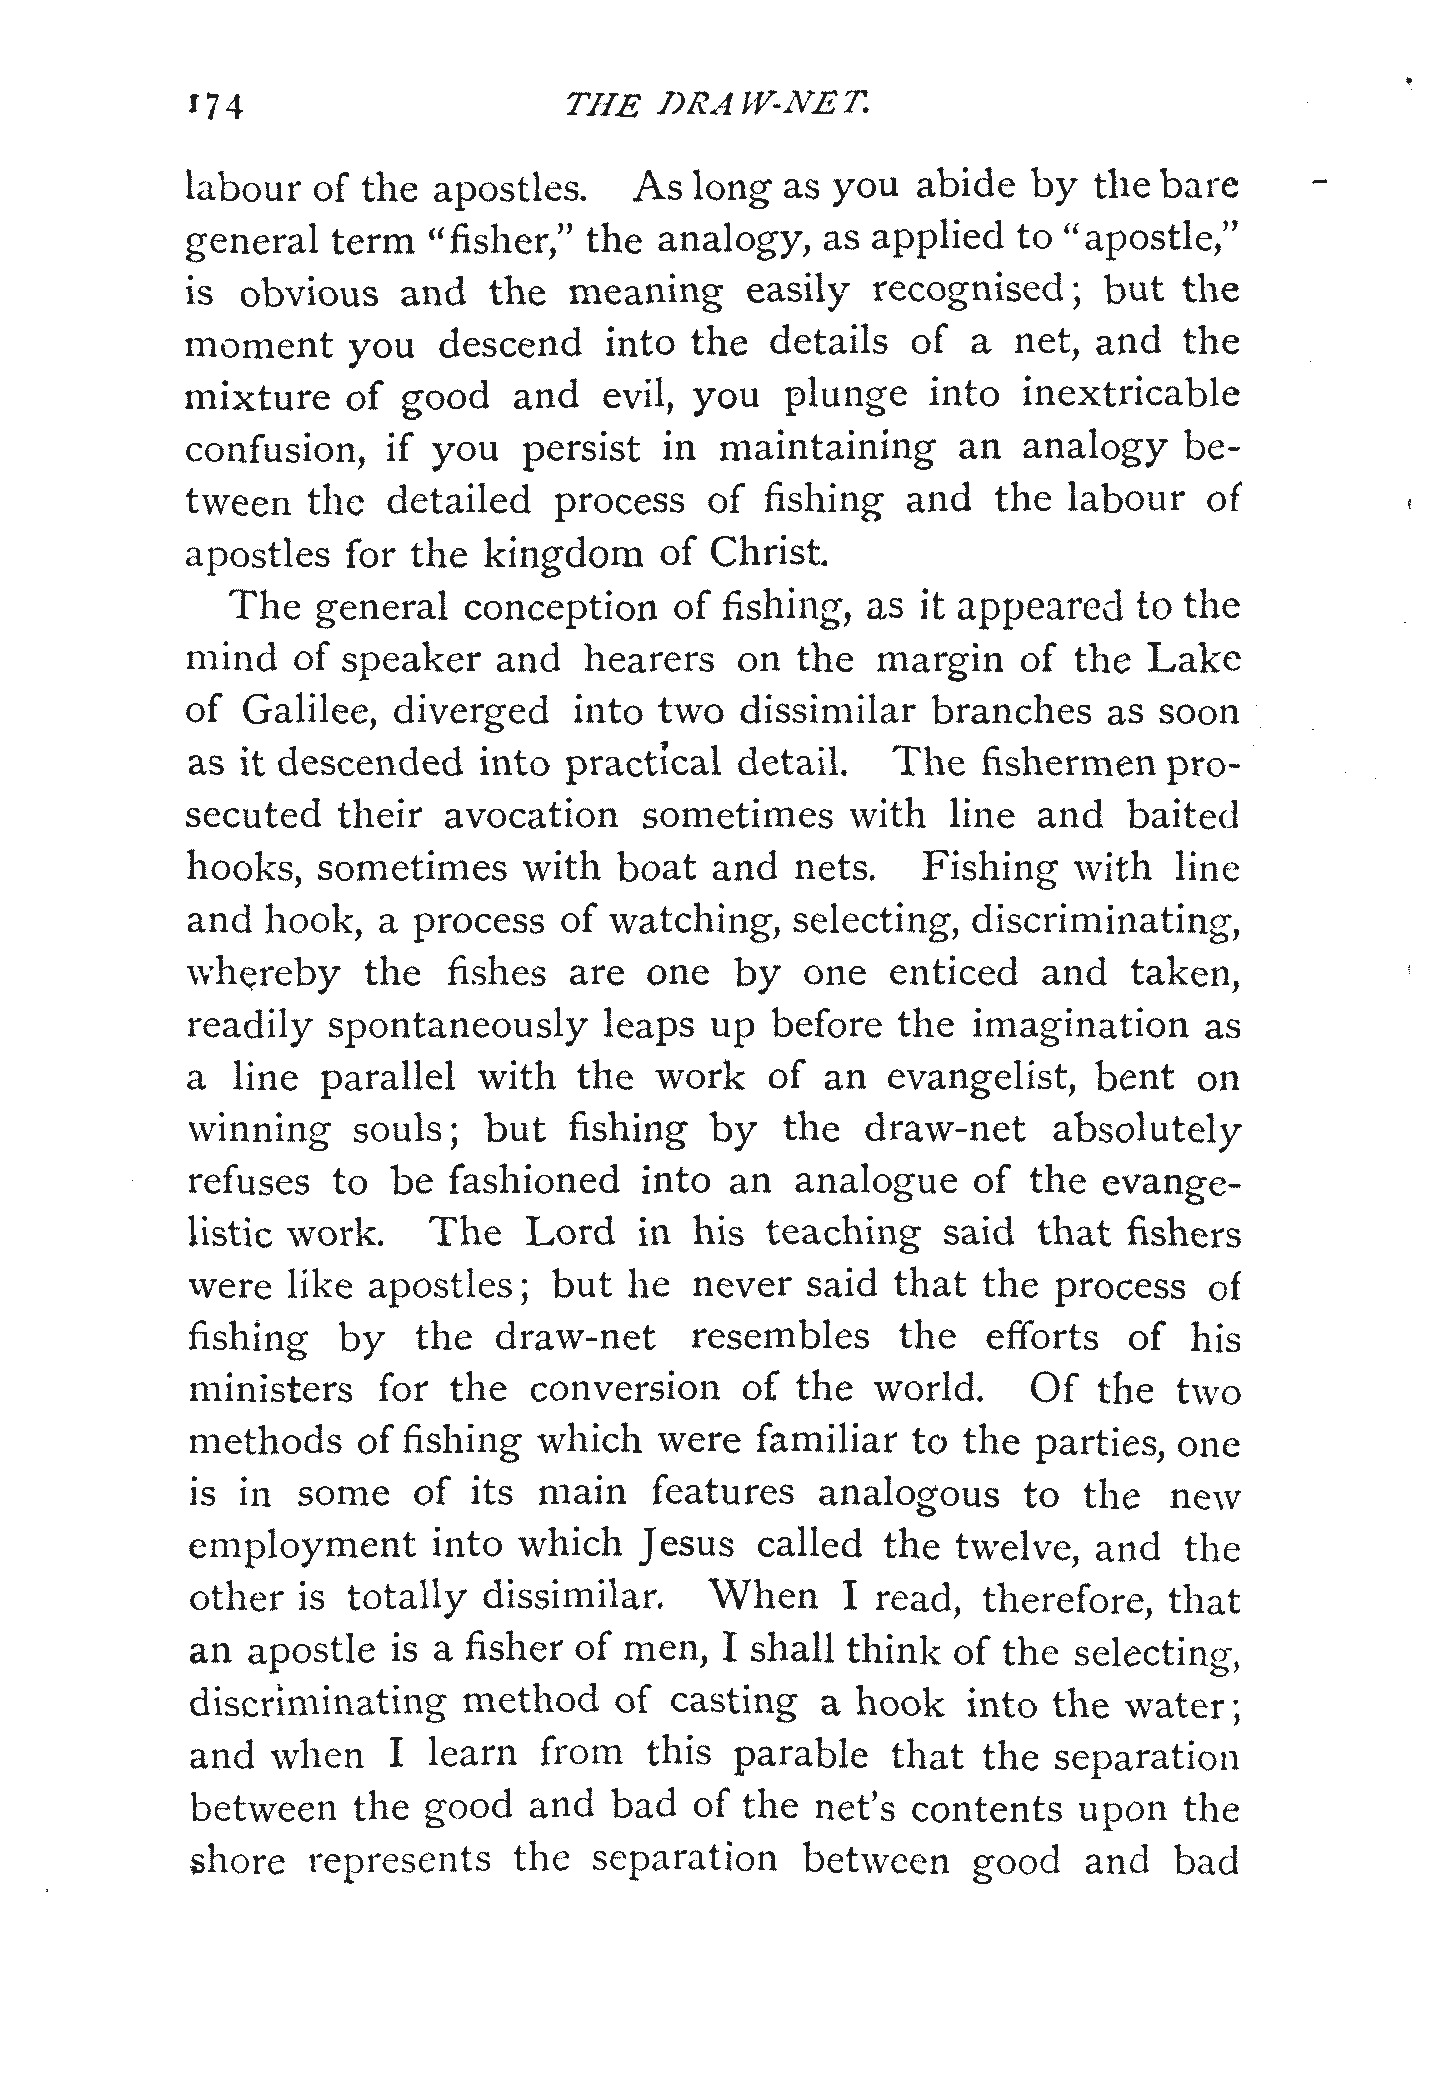 174 THE DRAW-NET.
labour of the apostles. As long as you abide by the bare
general term "fisher," the analogy, as applied to "apostle,"
is obvious and the meaning easily recognised; but the
moment you descend into the details of a net, and the
mixture of good and evil, you plunge into inextricable
confusion, if you persist in maintaining an analogy be-
tween the detailed process of fishing and the labour of
apostles for the kingdom of Christ.
The general conception of fishing, as it appeared to the
mind of speaker and hearers on the margin of the Lake
of Galilee, diverged into two dissimilar branches as soon
as it descended into practical detail. The fishermen pro-
secuted their avocation sometimes with line and baited
hooks, sometimes with boat and nets. Fishing with line
and hook, a process of watching, selecting, discriminating,
whereby the fishes are one by one enticed and taken,
readily spontaneously leaps up before the imagination as
a line parallel with the work of an evangelist, bent on
winning souls; but fishing by the draw-net absolutely
refuses to be fashioned into an analogue of the evange-
listic work. The Lord in his teaching said that fishers
were like apostles; but he never said that the process of
fishing by the draw-net resembles the efforts of his
ministers for the conversion of the world. Of the two
methods of fishing which were familiar to the parties, one
is in some of its main features analogous to the new
employment into which Jesus called the twelve, and the
other is totally dissimilar. When I read, therefore, that
an apostle is a fisher of men, I shall think of the selecting,
discriminating method of casting a hook into the water;
and when I learn from this parable that the separation
between the good and bad of the net's contents upon the
shore represents the separation between good and bad